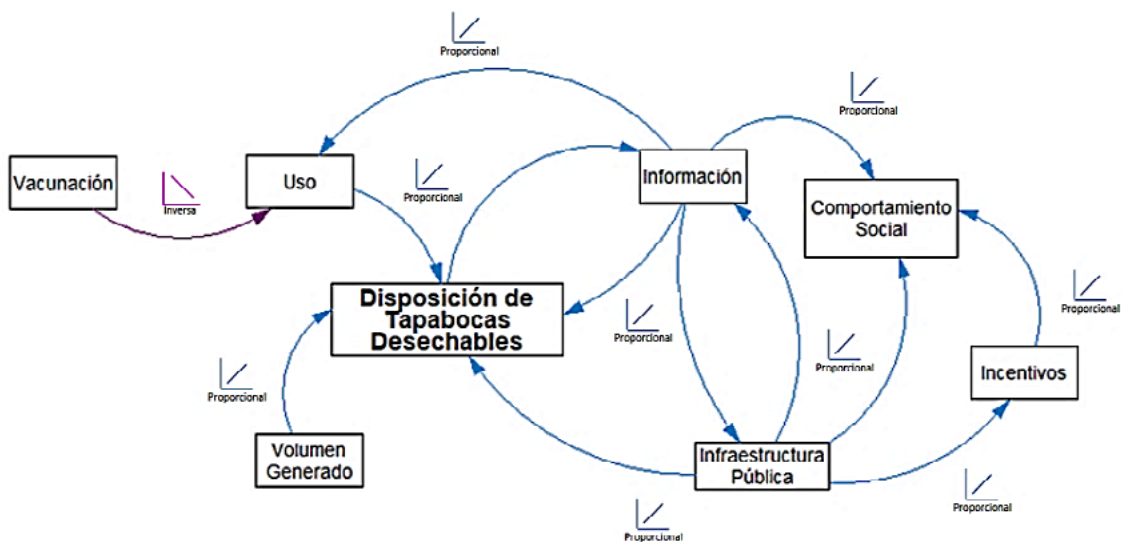 Proporcional
Proporcional
Vacunación
Inversa
Uso
Proporcional
Información
Comportamiento
Social
Disposición de
Tapabocas
Desechables
Proporcional
Proporcional
Proporcional
Proporcional
Incentivos
Volumen
Generado
Infraestructura
Pública
Proporcional
Proporcional